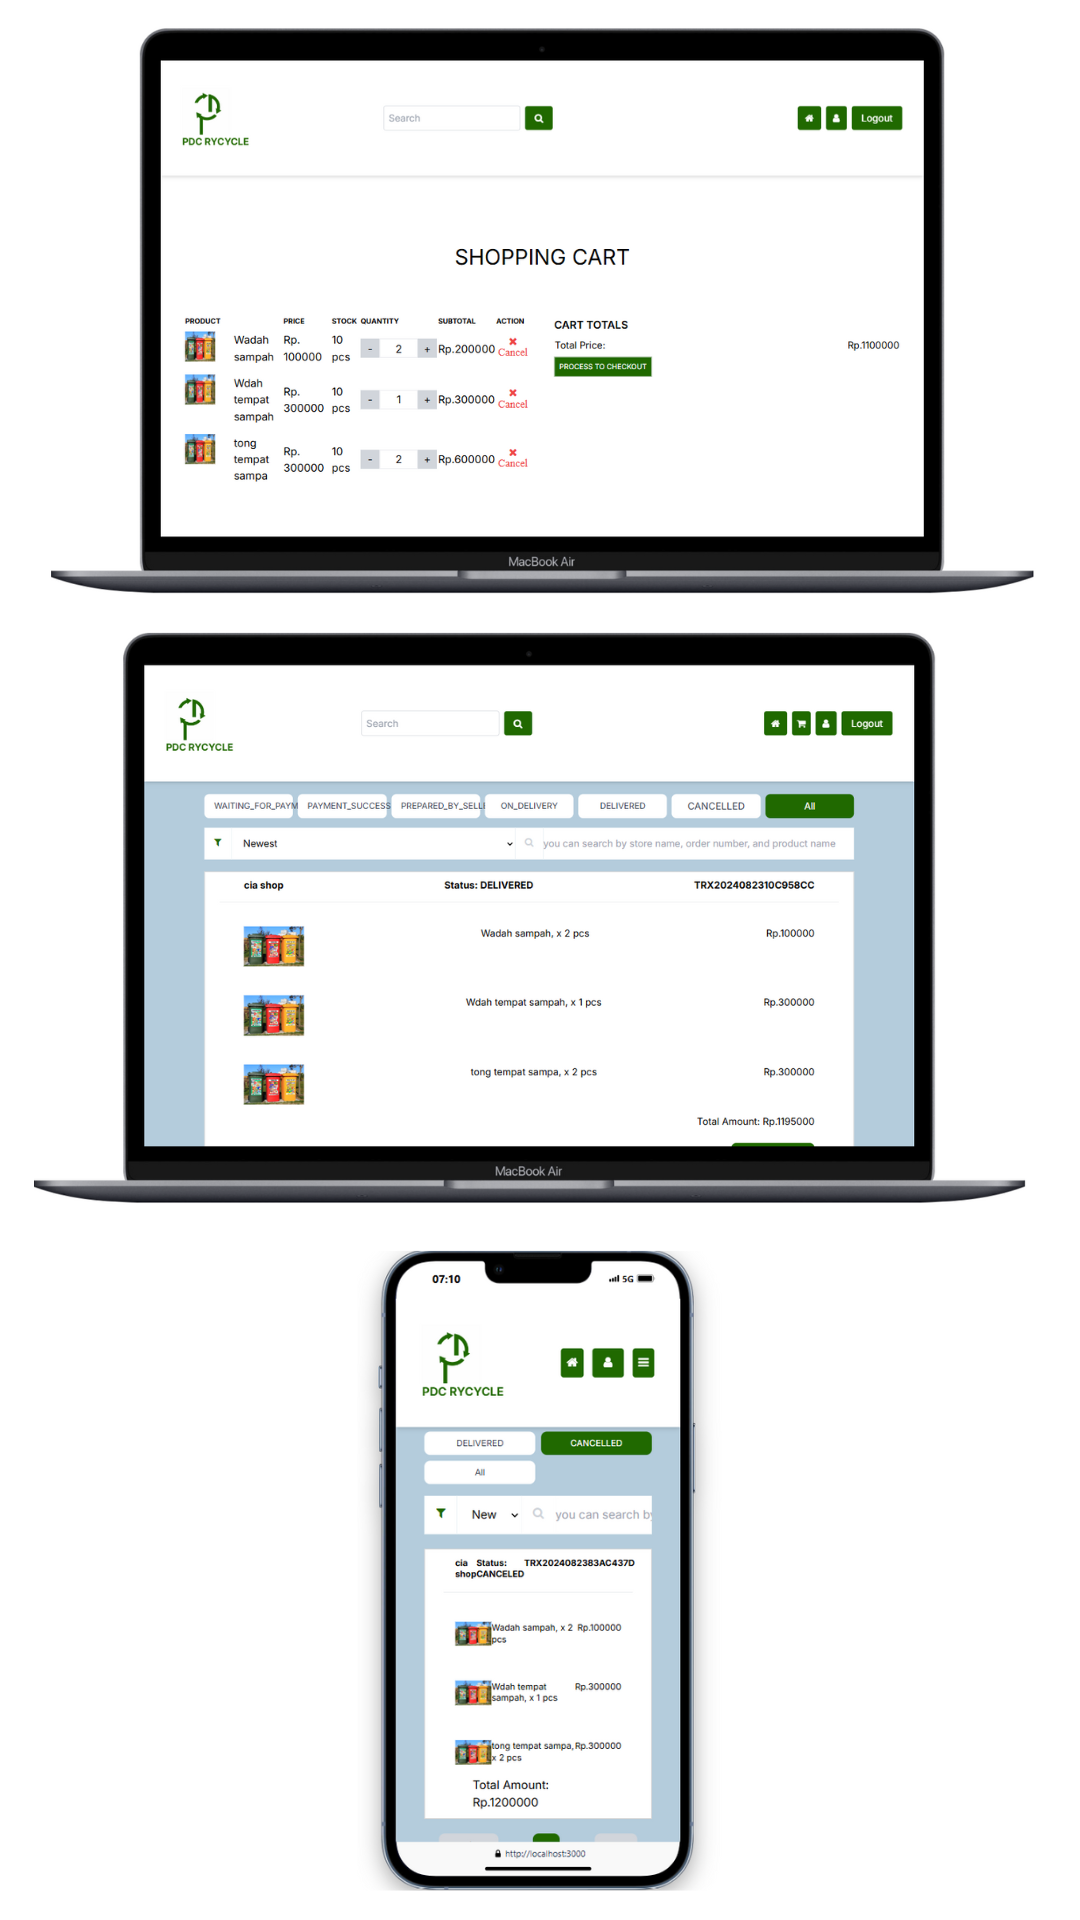 PDC RYCYCLE
Search
Logout
SHOPPING CART
PRODUCT PRICE STOCK QUANTITY SUBTOTAL ACTION
Wadah sampah Rp. 100000 10 pcs - 2 + Rp.200000 Cancel
Wdah tempat sampah Rp. 300000 10 pcs - 1 + Rp.300000 Cancel
tong tempat sampa Rp. 300000 10 pcs - 2 + Rp.600000 Cancel
CART TOTALS
Total Price: Rp.1100000
PROCESS TO CHECKOUT
MacBook Air
PDC RYCYCLE
Search
Logout
WAITING_FOR_PAYM PAYMENT_SUCCESS PREPARED_BY_SELL ON_DELIVERY DELIVERED CANCELLED All
Newest you can search by store name, order number, and product name
cia shop Status: DELIVERED TRX2024082310C958CC
Wadah sampah, x 2 pcs Rp.100000
Wdah tempat sampah, x 1 pcs Rp.300000
tong tempat sampa, x 2 pcs Rp.300000
Total Amount: Rp.1195000
MacBook Air
07:10 5G
PDC RYCYCLE
DELIVERED CANCELLED
All
New you can search by
cia Status: TRX2024082383AC437D
shopCANCELED
Wadah sampah, x 2 Rp.100000
pcs
Wdah tempat Rp.300000
sampah, x 1 pcs
tong tempat sampa, Rp.300000
x 2 pcs
Total Amount:
Rp.1200000
http://localhost:3000